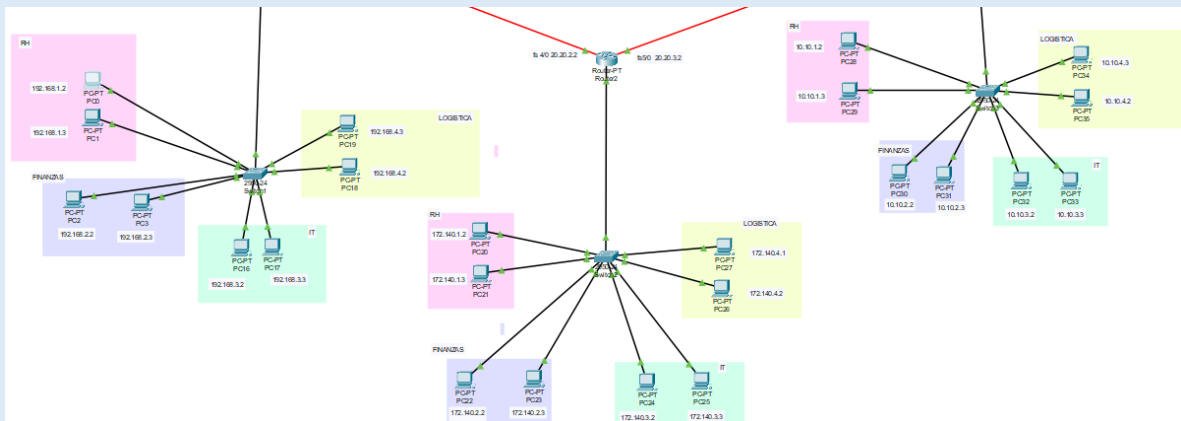 RH
192.168.1.2
PC-PT
PC0
192.168.1.3
PC-PT
PC1
LOGISTICA
PC-PT
PC19
192.168.4.3
PC-PT
PC18
192.168.4.2
Switch1
FINANZAS
PC-PT
PC2
192.168.2.2
PC-PT
PC3
192.168.2.3
IT
PC-PT
PC16
192.168.3.2
PC-PT
PC17
192.168.3.3
fa 4/0 20.20.2.2
fa5/0 20.20.3.2
Router-PT
Router2
RH
172.140.1.2
PC-PT
PC20
172.140.1.3
PC-PT
PC21
LOGISTICA
PC-PT
PC27
172.140.4.1
PC-PT
PC26
172.140.4.2
FINANZAS
PC-PT
PC22
172.140.2.2
PC-PT
PC23
172.140.2.3
IT
PC-PT
PC24
172.140.3.2
PC-PT
PC25
172.140.3.3
RH
10.10.1.2
PC-PT
PC28
10.10.1.3
PC-PT
PC29
LOGISTICA
PC-PT
PC34
10.10.4.3
PC-PT
PC35
10.10.4.2
FINANZAS
PC-PT
PC30
10.10.2.2
PC-PT
PC31
10.10.2.3
IT
PC-PT
PC32
10.10.3.2
PC-PT
PC33
10.10.3.3